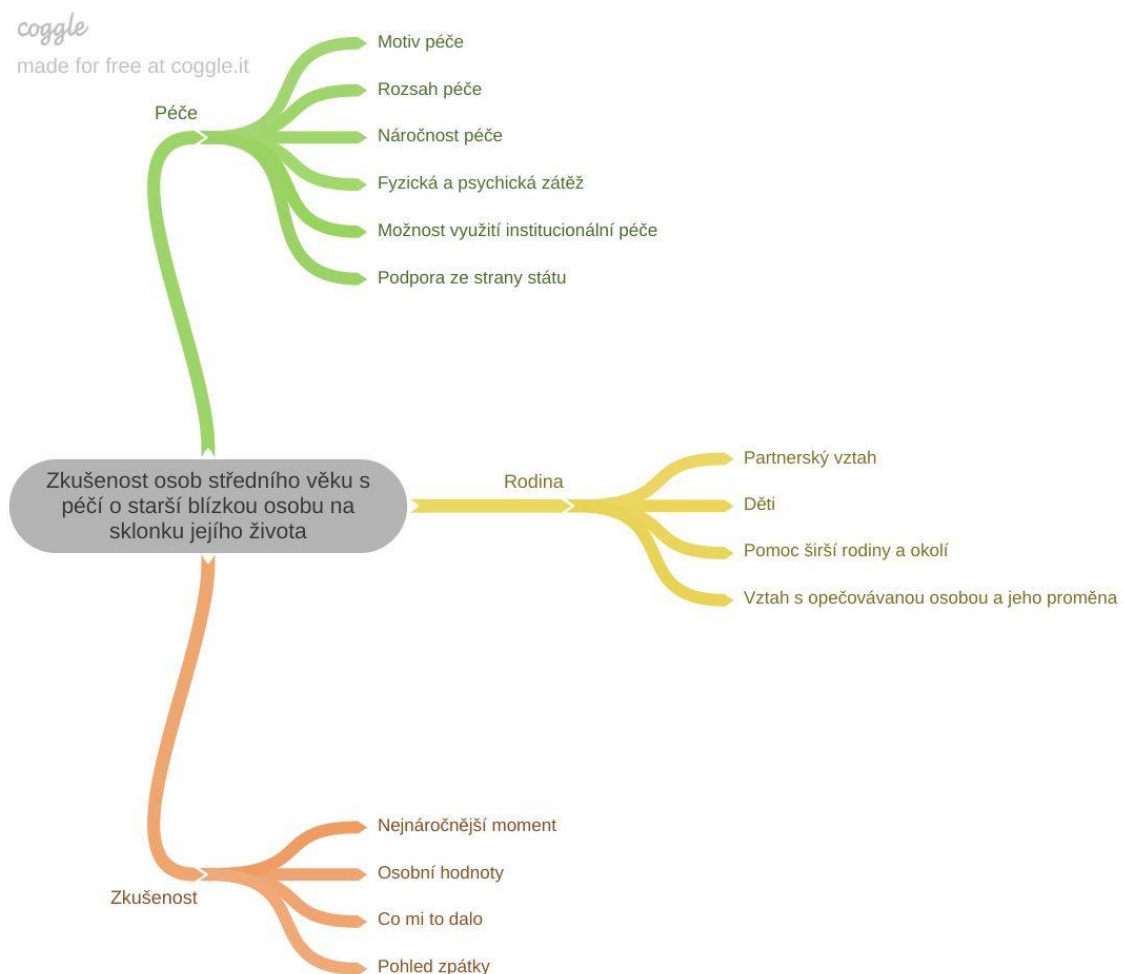 coggle
made for free at coggle.it
Péče
Motiv péče
Rozsah péče
Náročnost péče
Fyzická a psychická zátěž
Možnost využití institucionální péče
Podpora ze strany státu
Zkušenost osob středního věku s
péčí o starší blízkou osobu na
sklonku jejího života
Rodina
Partnerský vztah
Děti
Pomoc širší rodiny a okolí
Vztah s opečovávanou osobou a jeho proměna
Zkušenost
Nejnáročnější moment
Osobní hodnoty
Co mi to dalo
Pohled zpátky